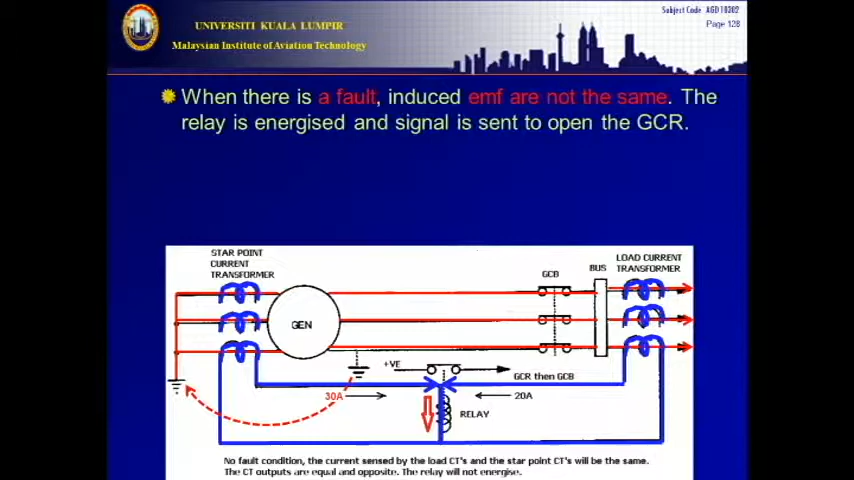 Subject Code AGD 10202
Page 128
UNIVERSITI KUALA LUMPIR
Malaysian Institute of Aviation Technology
When there is a fault, induced emf are not the same. The
relay is energised and signal is sent to open the GCR.
STAR POINT
CURRENT
TRANSFORMER
LOAD CURRENT
TRANSFORMER
BUS
GCB
GEN
+VE
GCR then GCB
30A
20A
RELAY
No fault condition, the current sensed by the load CT's and the star point CT's will be the same.
The CT outputs are equal and opposite. The relay will not energise.